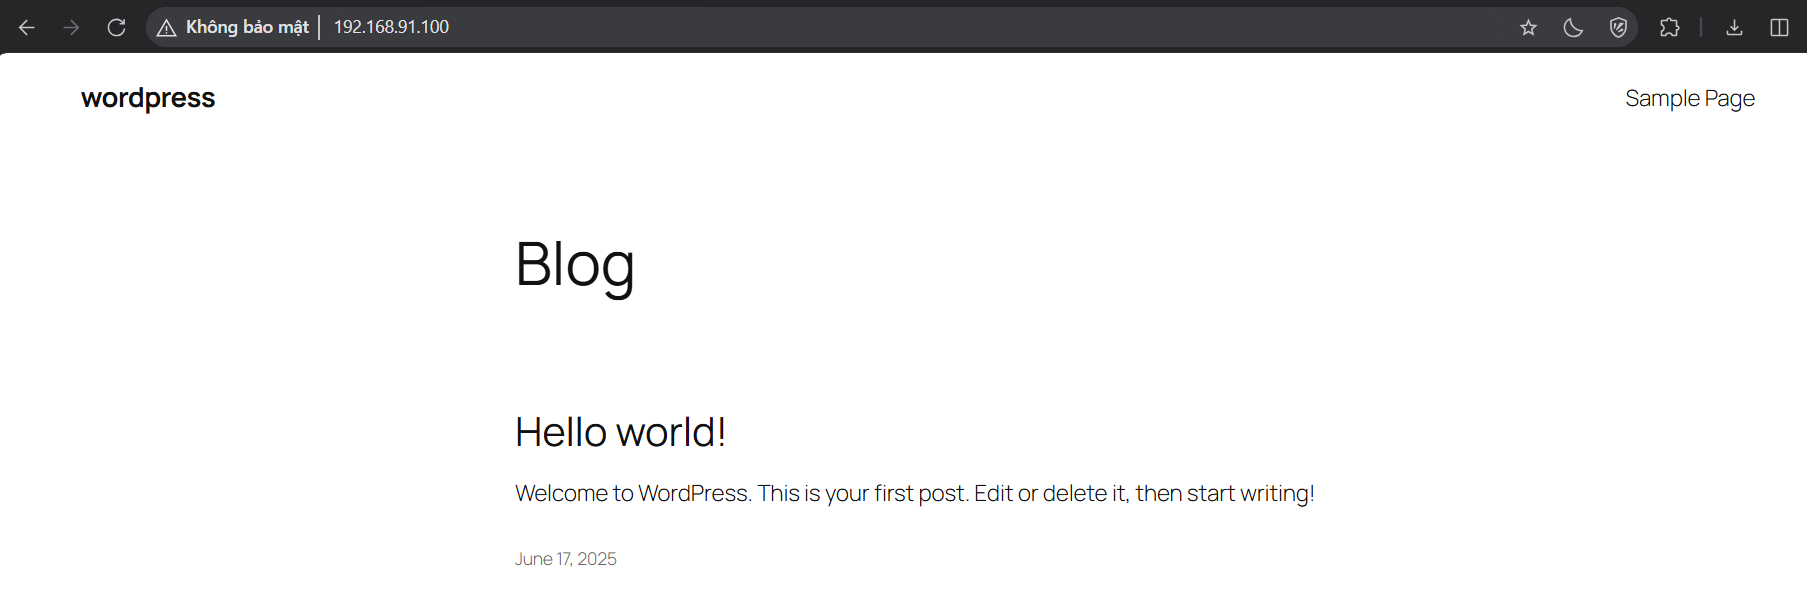 Không bảo mật 192.168.91.100
wordpress
Sample Page
Blog
Hello world!
Welcome to WordPress. This is your first post. Edit or delete it, then start writing!
June 17, 2025